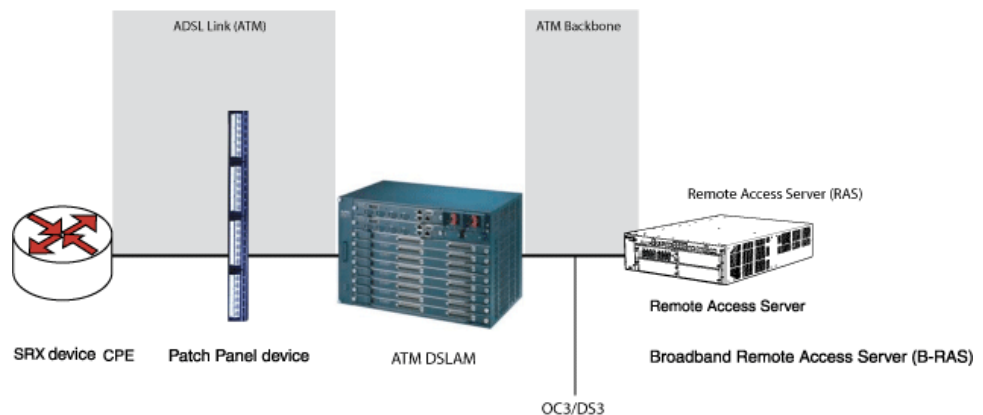 ADSL Link (ATM)
ATM Backbone
Remote Access Server (RAS)
Remote Access Server
SRX device CPE
Patch Panel device
ATM DSLAM
Broadband Remote Access Server (B-RAS)
OC3/DS3